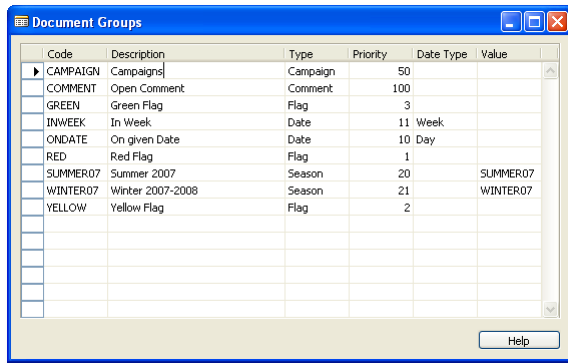 Document Groups
Code Description Type Priority Date Type Value
CAMPAIGN Campaigns Campaign 50
COMMENT Open Comment Comment 100
GREEN Green Flag Flag 3
INWEEK In Week Date 11 Week
ONDATE On given Date Date 10 Day
RED Red Flag Flag 1
SUMMER07 Summer 2007 Season 20 SUMMER07
WINTER07 Winter 2007-2008 Season 21 WINTER07
YELLOW Yellow Flag Flag 2
Help